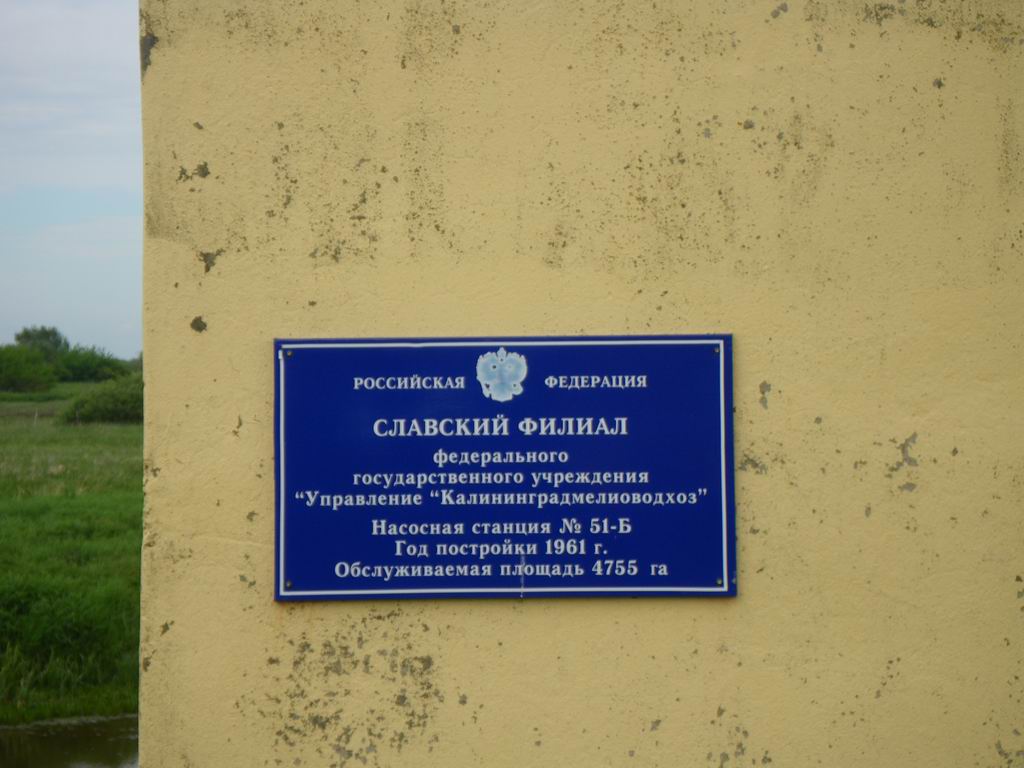 РОССИЙСКАЯ ФЕДЕРАЦИЯ
СЛАВСКИЙ ФИЛИАЛ
федерального
государственного учреждения
“Управление “Калининградмелиоводхоз”
Насосная станция № 51-Б
Год постройки 1961 г.
Обслуживаемая площадь 4755 га